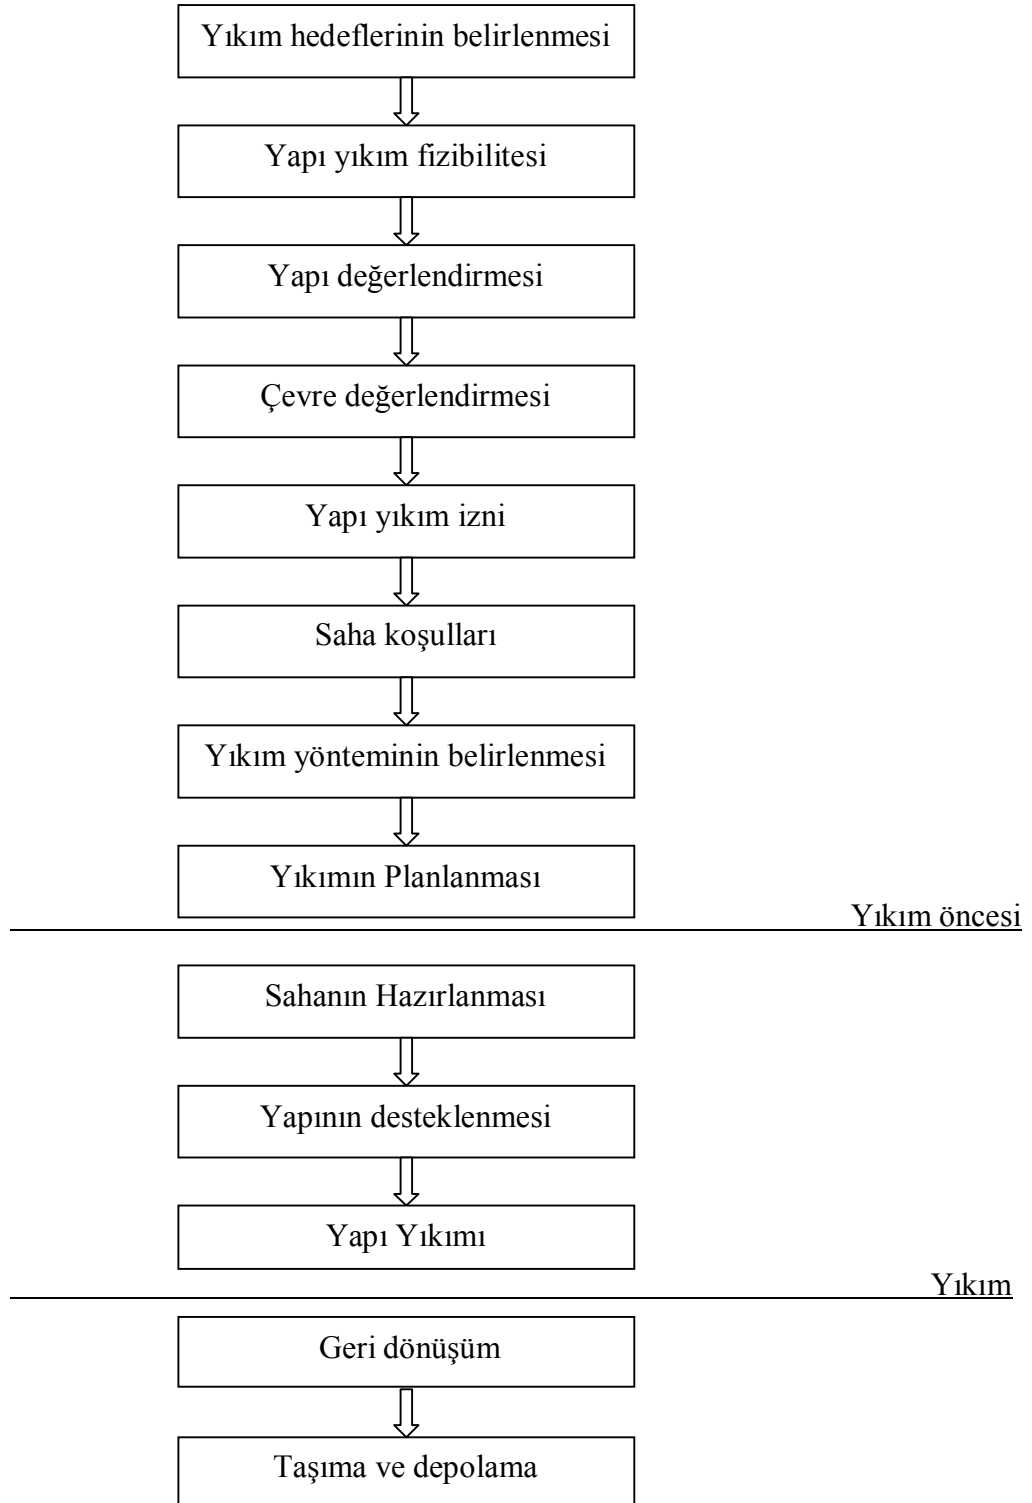 Yıkım hedeflerinin belirlenmesi
Yapı yıkım fizibilitesi
Yapı değerlendirmesi
Çevre değerlendirmesi
Yapı yıkım izni
Saha koşulları
Yıkım yönteminin belirlenmesi
Yıkımın Planlanması
Yıkım öncesi
Sahanın Hazırlanması
Yapının desteklenmesi
Yapı Yıkımı
Yıkım
Geri dönüşüm
Taşıma ve depolama